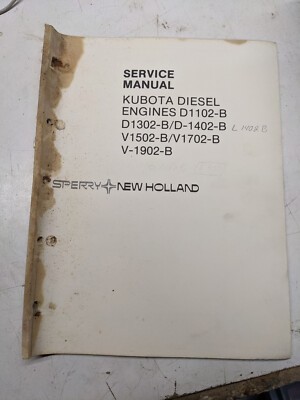 SERVICE
MANUAL
KUBOTA DIESEL
ENGINES D1102-B
D1302-B/D-1402-B
V1502-B/V1702-B
V-1902-B
SPERRY NEW HOLLAND